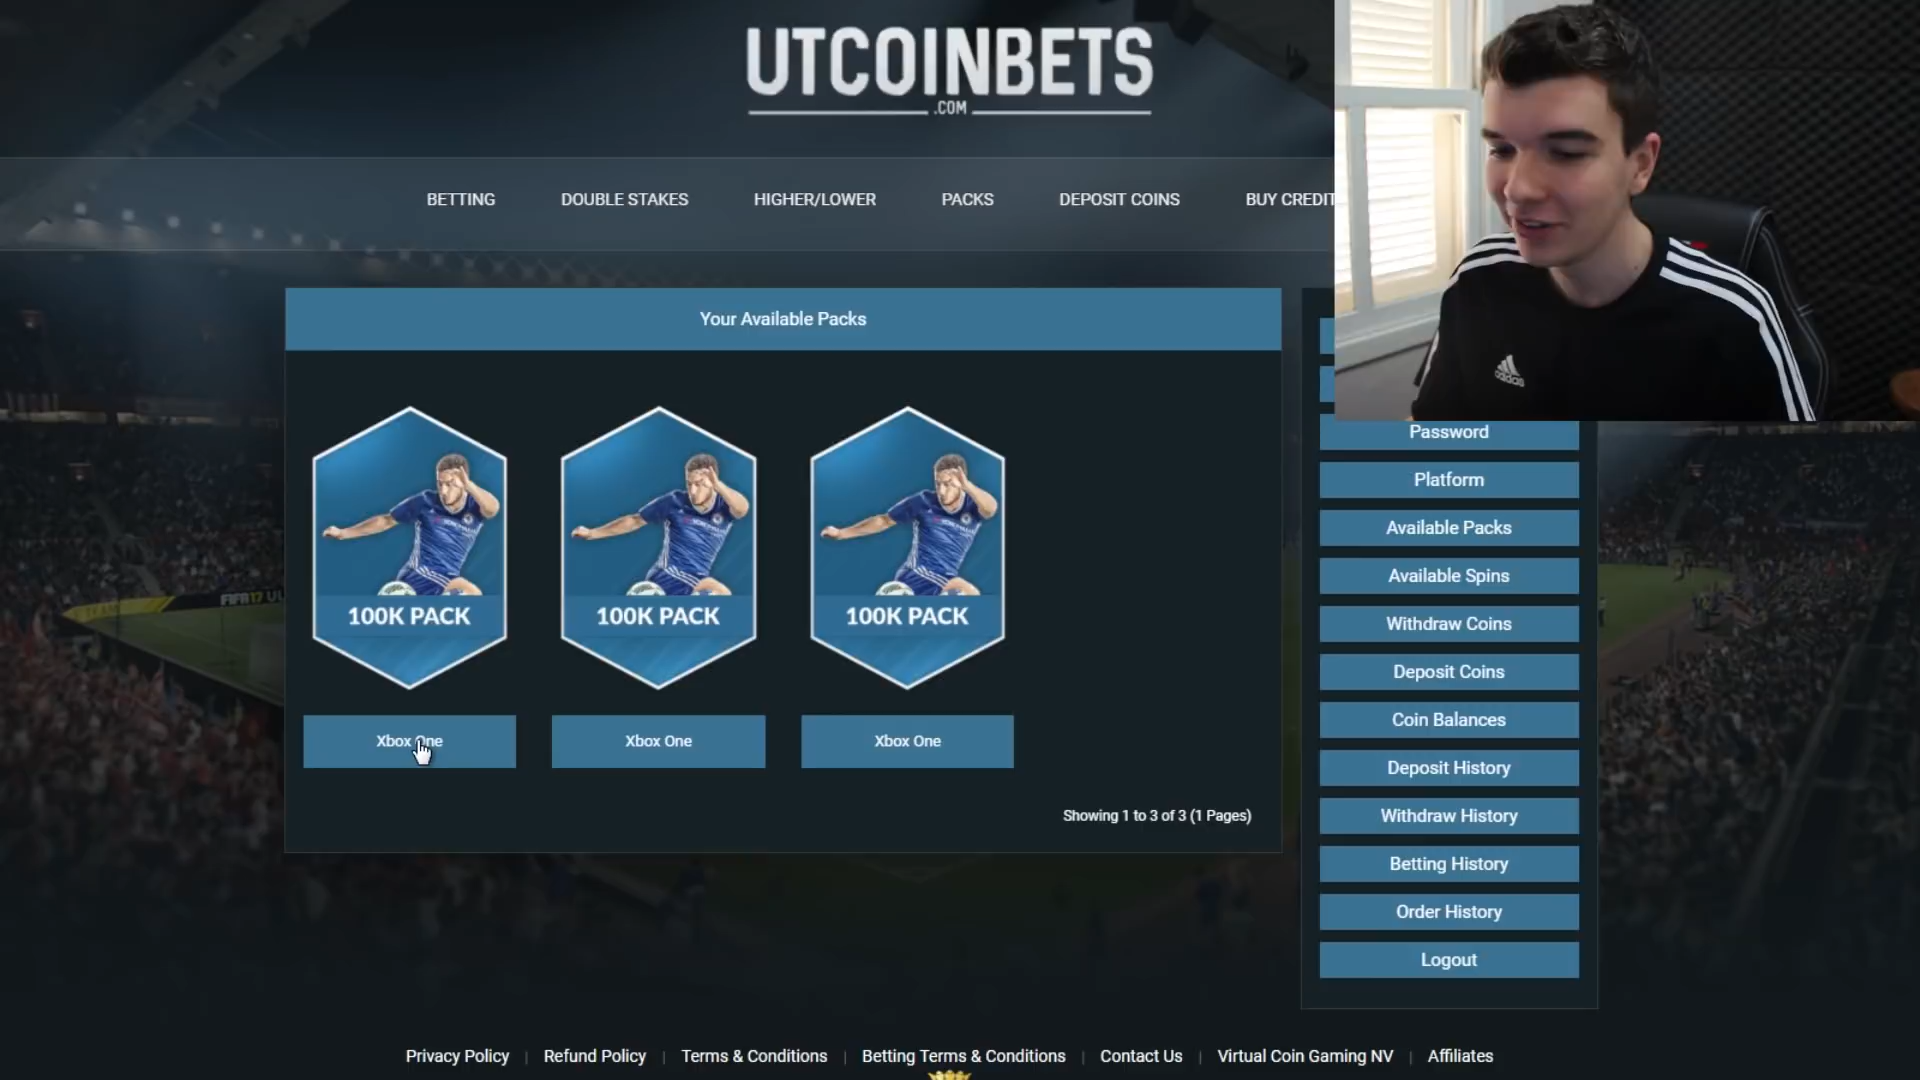 UTCOINBETS
.COM
BETTING
DOUBLE STAKES
HIGHER/LOWER
PACKS
DEPOSIT COINS
BUY CREDIT
adidas
Your Available Packs
100K PACK
100K PACK
100K PACK
Xbox One
Xbox One
Xbox One
Showing 1 to 3 of 3 (1 Pages)
Password
Platform
Available Packs
Available Spins
Withdraw Coins
Deposit Coins
Coin Balances
Deposit History
Withdraw History
Betting History
Order History
Logout
FIFA17 UL
Privacy Policy | Refund Policy | Terms & Conditions | Betting Terms & Conditions | Contact Us | Virtual Coin Gaming NV | Affiliates